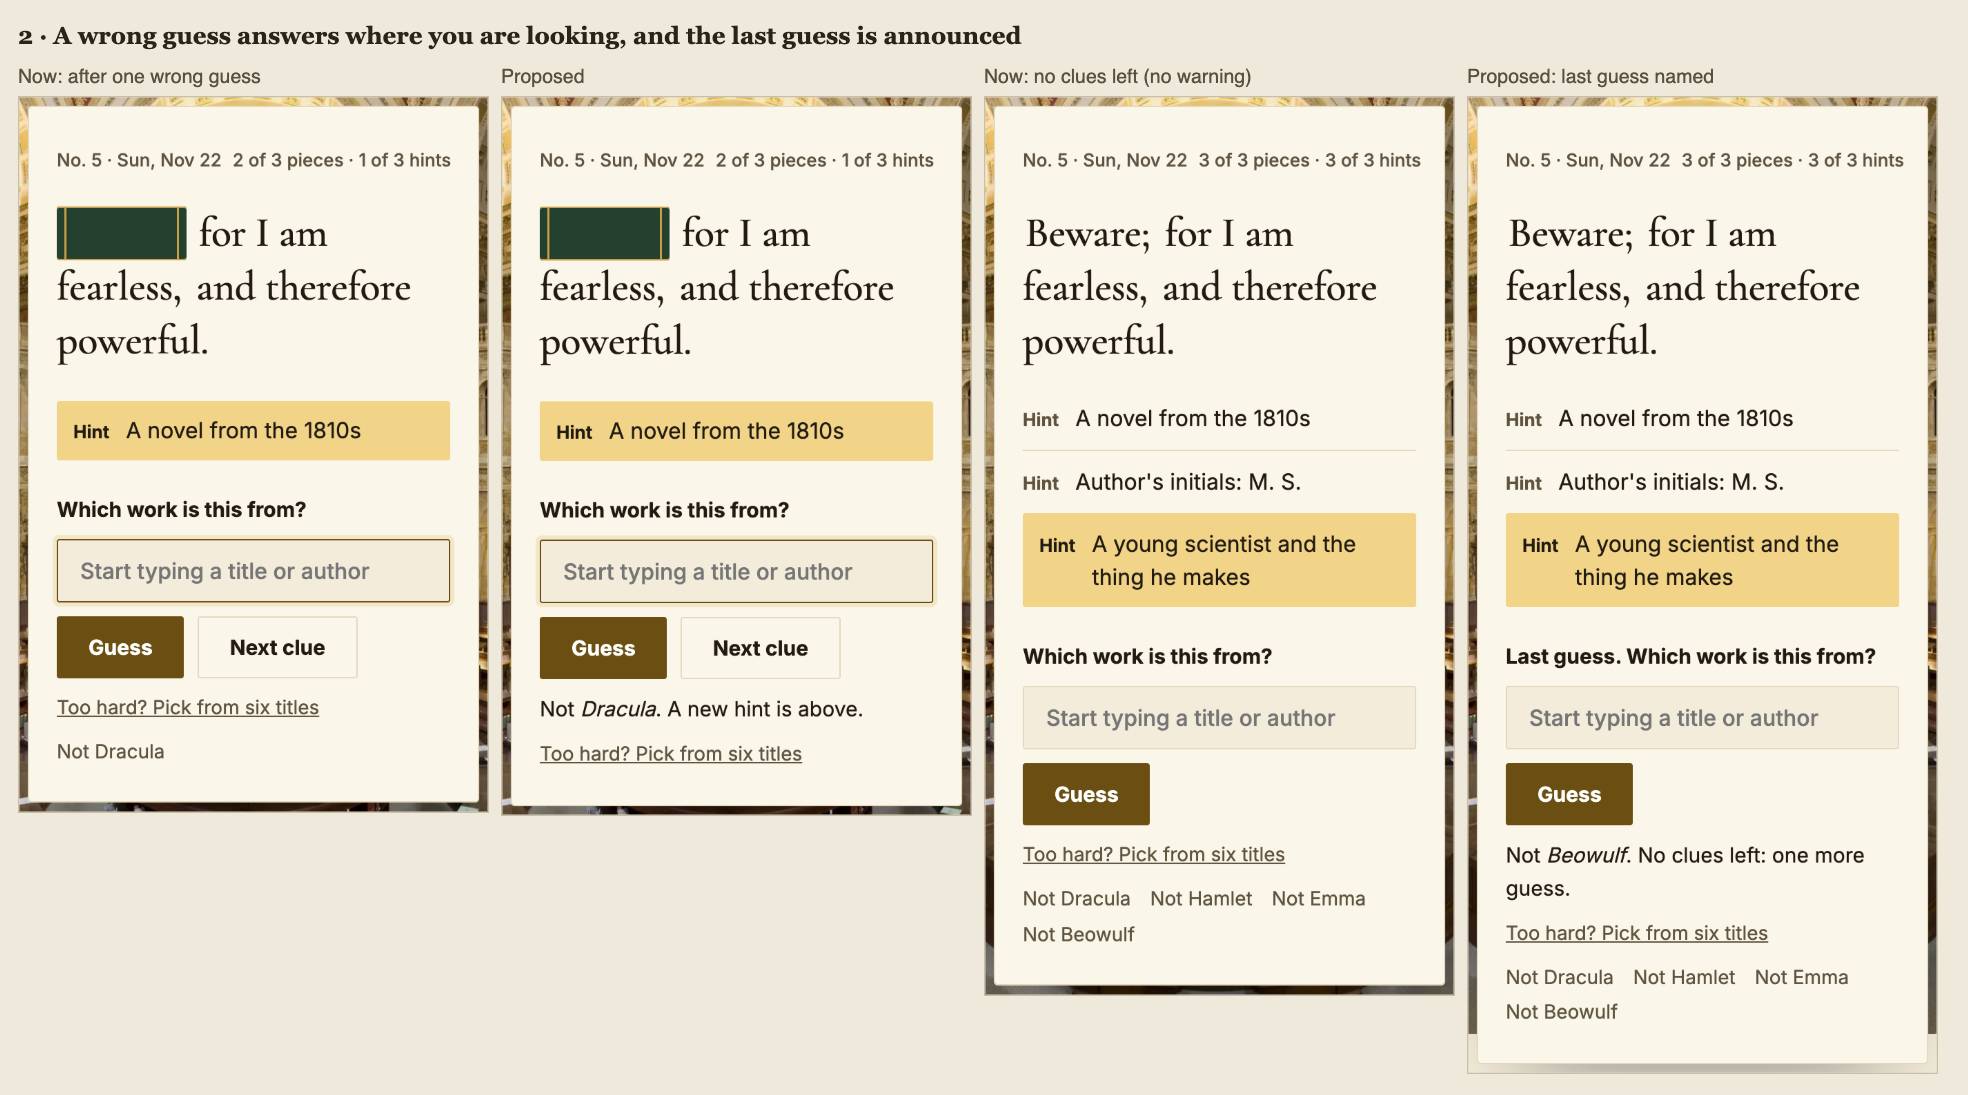 2 · A wrong guess answers where you are looking, and the last guess is announced
Now: after one wrong guess
No. 5 · Sun, Nov 22 2 of 3 pieces · 1 of 3 hints
for I am
fearless, and therefore
powerful.
Hint A novel from the 1810s
Which work is this from?
Start typing a title or author
Guess Next clue
Too hard? Pick from six titles
Not Dracula
Proposed
No. 5 · Sun, Nov 22 2 of 3 pieces · 1 of 3 hints
for I am
fearless, and therefore
powerful.
Hint A novel from the 1810s
Which work is this from?
Start typing a title or author
Guess Next clue
Not Dracula. A new hint is above.
Too hard? Pick from six titles
Now: no clues left (no warning)
No. 5 · Sun, Nov 22 3 of 3 pieces · 3 of 3 hints
Beware; for I am
fearless, and therefore
powerful.
Hint A novel from the 1810s
Hint Author's initials: M. S.
Hint A young scientist and the
thing he makes
Which work is this from?
Start typing a title or author
Guess
Too hard? Pick from six titles
Not Dracula Not Hamlet Not Emma
Not Beowulf
Proposed: last guess named
No. 5 · Sun, Nov 22 3 of 3 pieces · 3 of 3 hints
Beware; for I am
fearless, and therefore
powerful.
Hint A novel from the 1810s
Hint Author's initials: M. S.
Hint A young scientist and the
thing he makes
Last guess. Which work is this from?
Start typing a title or author
Guess
Not Beowulf. No clues left: one more
guess.
Too hard? Pick from six titles
Not Dracula Not Hamlet Not Emma
Not Beowulf